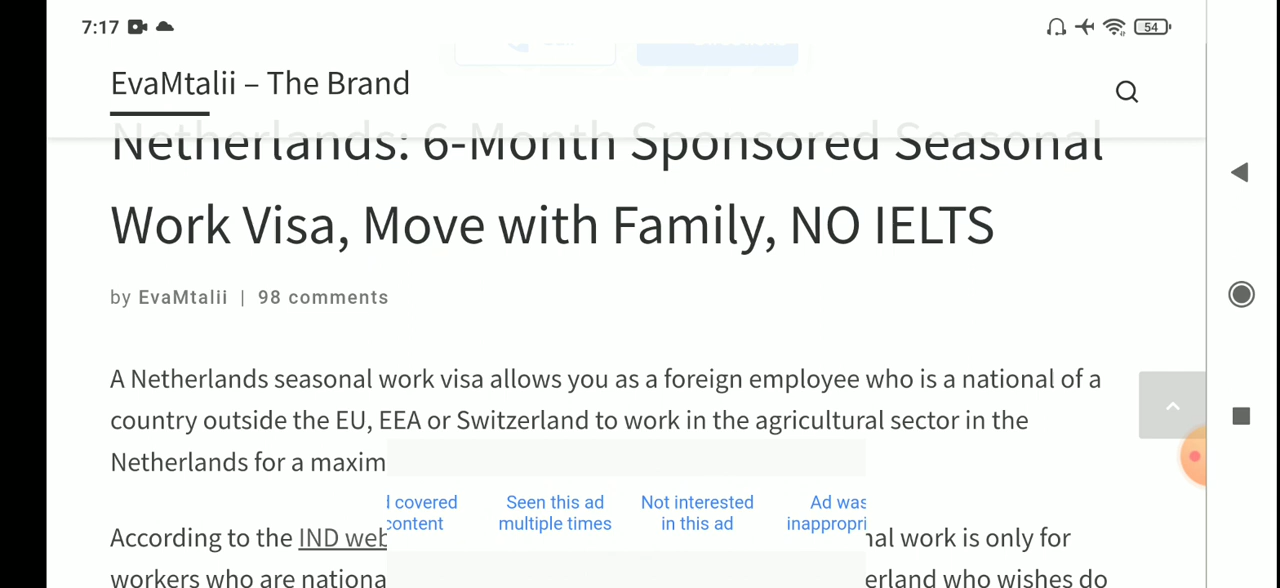 7:17
54
EvaMtalii – The Brand
Netherlands: 6-Month Sponsored Seasonal
Work Visa, Move with Family, NO IELTS
by EvaMtalii | 98 comments
A Netherlands seasonal work visa allows you as a foreign employee who is a national of a
country outside the EU, EEA or Switzerland to work in the agricultural sector in the
Netherlands for a maxim
covered
content
Seen this ad
multiple times
Not interested
in this ad
Ad was
inappropri
According to the IND web
nal work is only for
workers who are nationa
erland who wishes do